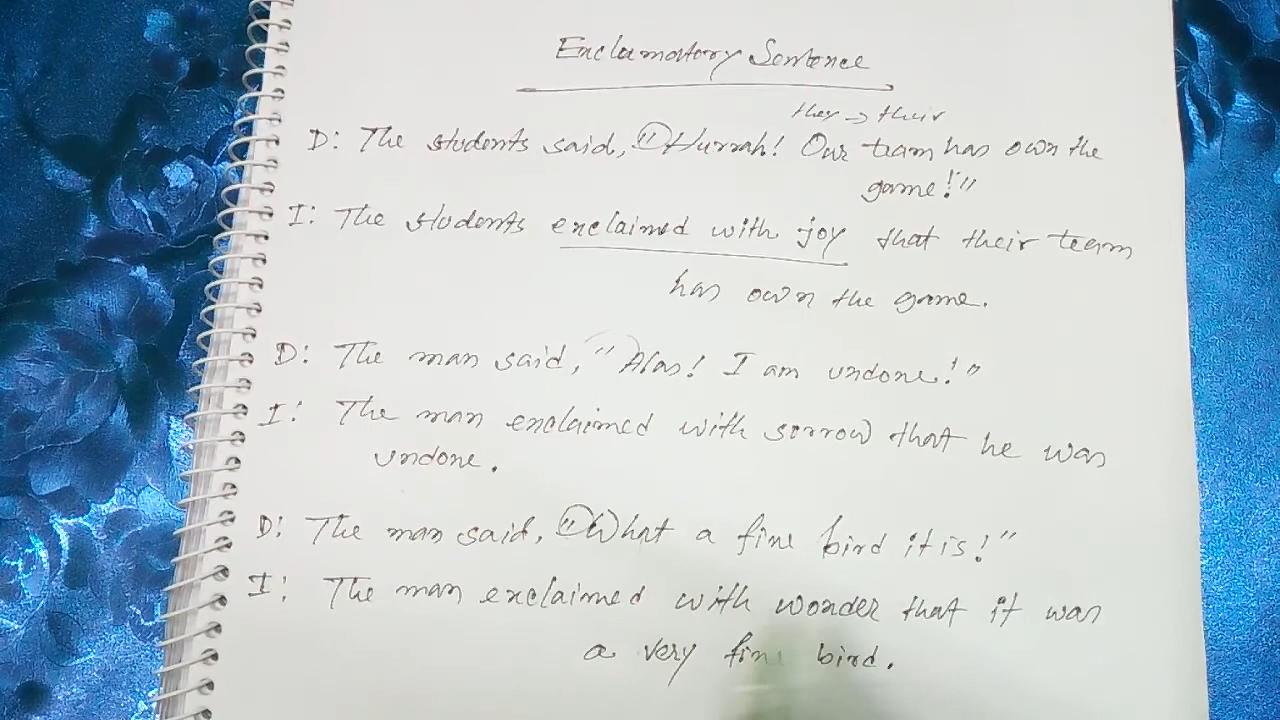 Exclamatory Sentence
they → their
D: The students said, "Hurrah! Our team has own the
game!"
I: The students exclaimed with joy that their team
has own the game.
D: The man said, "Alas! I am undone!"
I: The man exclaimed with sorrow that he was
undone.
D: The man said, "What a fine bird it is!"
I: The man exclaimed with wonder that it was
a very fine bird.